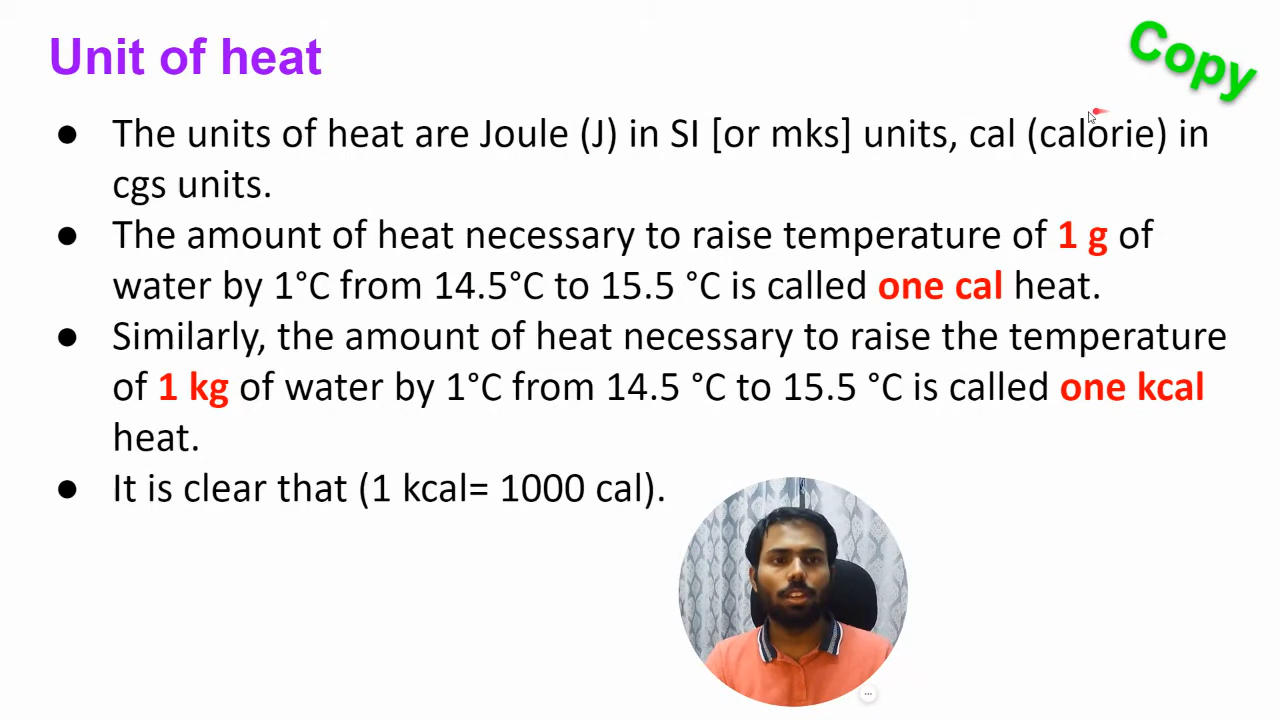 Unit of heat
Copy
● The units of heat are Joule (J) in SI [or mks] units, cal (calorie) in
cgs units.
● The amount of heat necessary to raise temperature of 1 g of
water by 1°C from 14.5°C to 15.5 °C is called one cal heat.
● Similarly, the amount of heat necessary to raise the temperature
of 1 kg of water by 1°C from 14.5 °C to 15.5 °C is called one kcal
heat.
● It is clear that (1 kcal= 1000 cal).